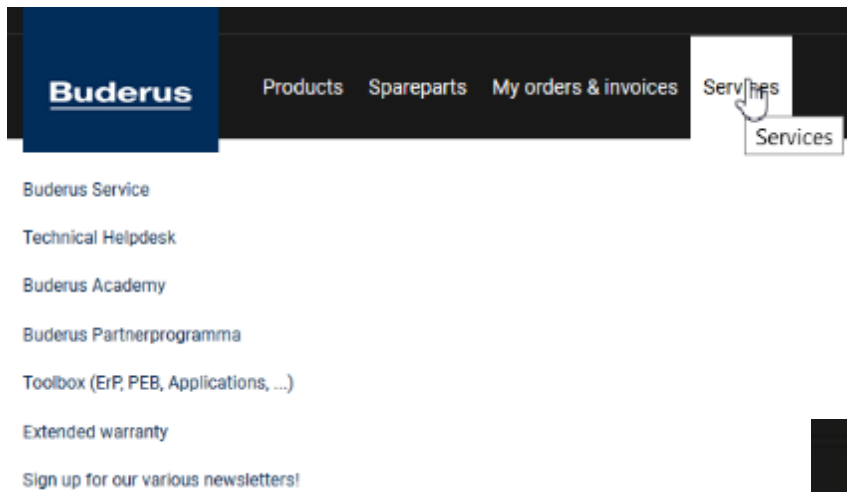 Buderus
Products Spareparts My orders & invoices Services
Services
Buderus Service
Technical Helpdesk
Buderus Academy
Buderus Partnerprogramma
Toolbox (ErP, PEB, Applications, ...)
Extended warranty
Sign up for our various newsletters!